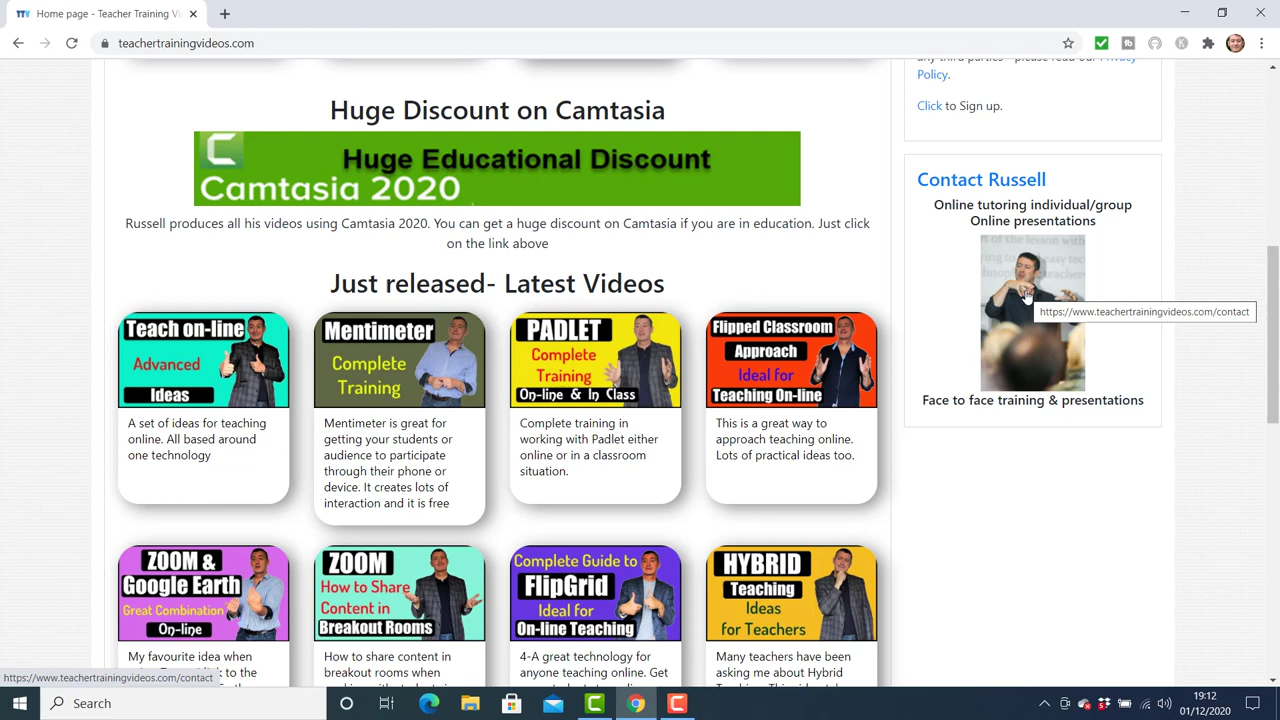 Home page - Teacher Training Vi
teachertrainingvideos.com
Policy.
Click to Sign up.
Huge Discount on Camtasia
Huge Educational Discount
Camtasia 2020
Russell produces all his videos using Camtasia 2020. You can get a huge discount on Camtasia if you are in education. Just click
on the link above
Contact Russell
Online tutoring individual/group
Online presentations
https://www.teachertrainingvideos.com/contact
Face to face training & presentations
Just released- Latest Videos
Teach on-line
Advanced
Ideas
A set of ideas for teaching
online. All based around
one technology
Mentimeter
Complete
Training
Mentimeter is great for
getting your students or
audience to participate
through their phone or
device. It creates lots of
interaction and it is free
PADLET
Complete
Training
On-line & In Class
Complete training in
working with Padlet either
online or in a classroom
situation.
Flipped Classroom
Approach
Ideal for
Teaching On-line
This is a great way to
approach teaching online.
Lots of practical ideas too.
ZOOM &
Google Earth
Great Combination
On-line
My favourite idea when
ZOOM
How to Share
Content in
Breakout Rooms
How to share content in
breakout rooms when
Complete Guide to
FlipGrid
Ideal for
On-line Teaching
4-A great technology for
anyone teaching online. Get
HYBRID
Teaching
Ideas
for Teachers
Many teachers have been
asking me about Hybrid
https://www.teachertrainingvideos.com/contact
Search
19:12
01/12/2020